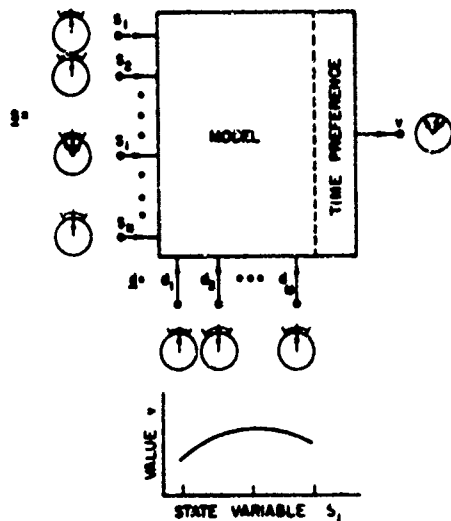 S1
S2
s=
MODEL
TIME PREFERENCE
v
Si
Sn
d= d1 d2 dm
VALUE v
STATE VARIABLE Si